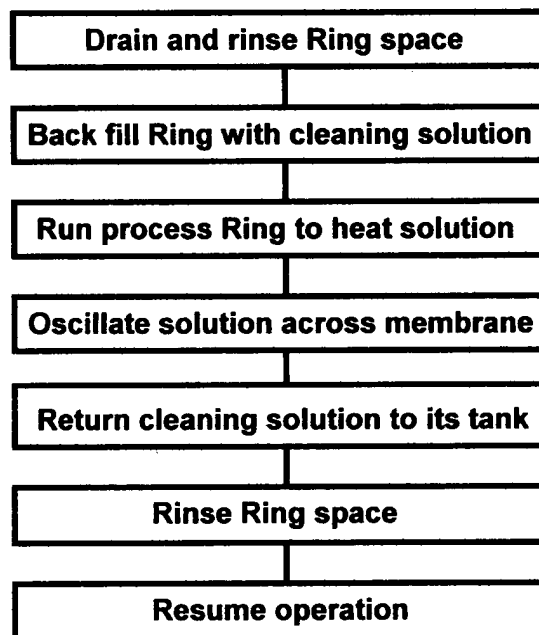 Drain and rinse Ring space
Back fill Ring with cleaning solution
Run process Ring to heat solution
Oscillate solution across membrane
Return cleaning solution to its tank
Rinse Ring space
Resume operation